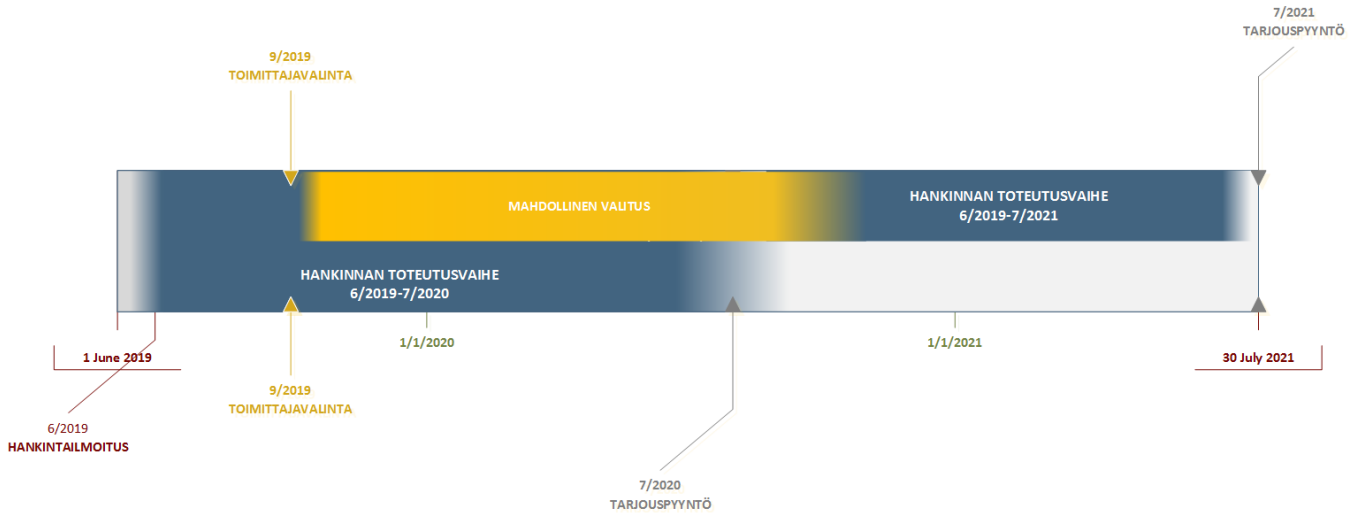 7/2021
TARJOUSPYYNTÖ
9/2019
TOIMITTAJAVALINTA
MAHDOLLINEN VALITUS
HANKINNAN TOTEUTUSVAIHE
6/2019-7/2021
HANKINNAN TOTEUTUSVAIHE
6/2019-7/2020
1/1/2020
1/1/2021
1 June 2019
30 July 2021
9/2019
TOIMITTAJAVALINTA
6/2019
HANKINTAILMOITUS
7/2020
TARJOUSPYYNTÖ